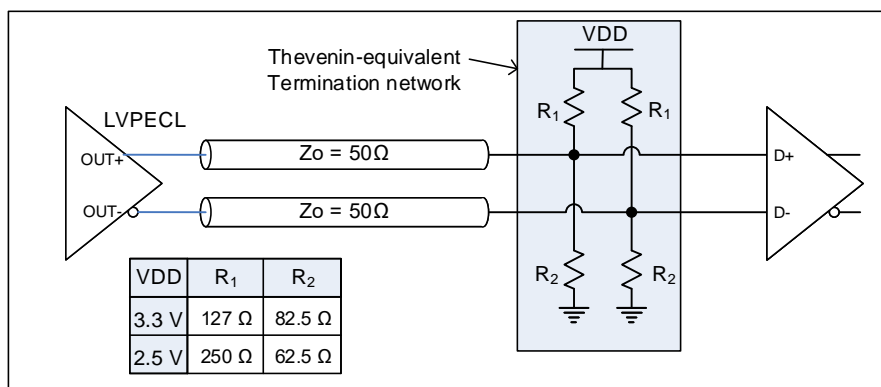 VDD
Thevenin-equivalent
Termination network
R1 R1
LVPECL
OUT+ Zo = 50Ω D+
OUT- Zo = 50Ω D-
R2 R2
VDD R1 R2
3.3 V 127 Ω 82.5 Ω
2.5 V 250 Ω 62.5 Ω